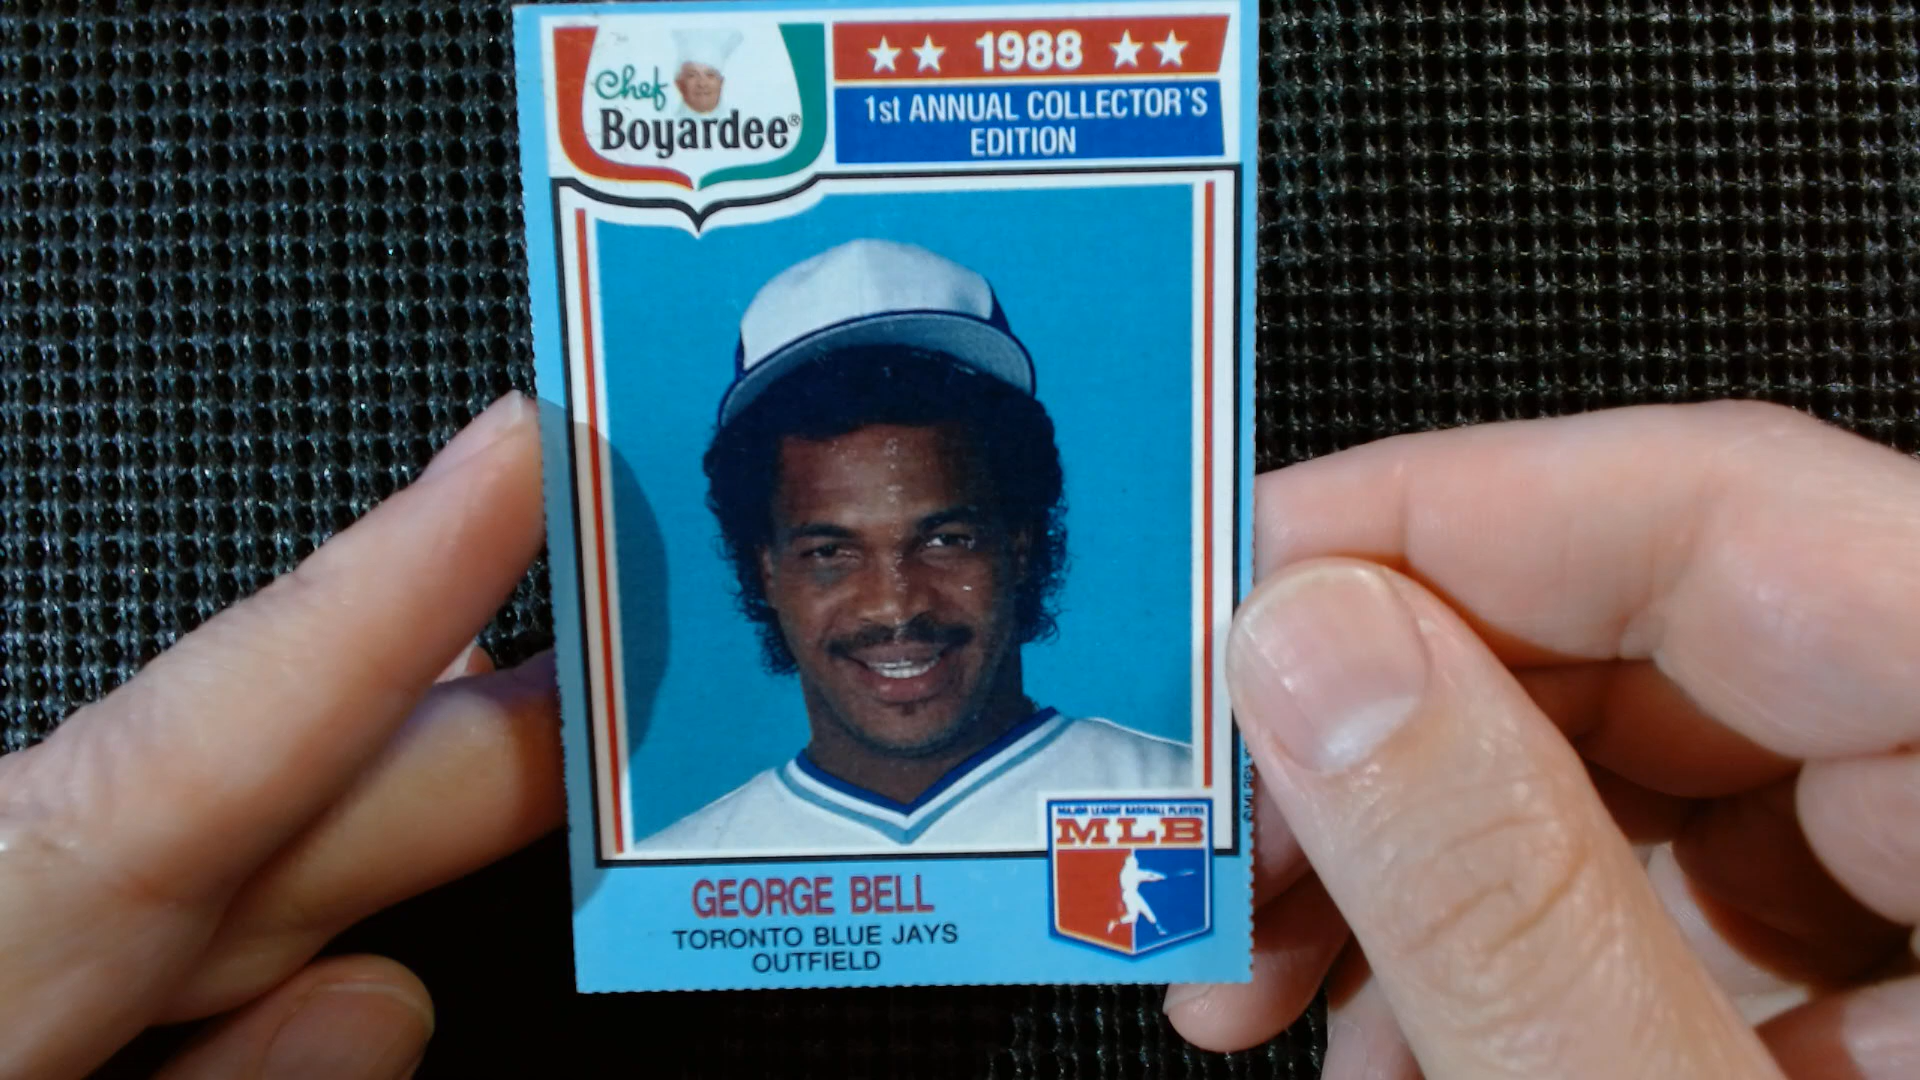 Chef
Boyardee®
★★ 1988 ★★
1st ANNUAL COLLECTOR'S
EDITION
MAJOR LEAGUE BASEBALL PLAYERS
MLB
GEORGE BELL
TORONTO BLUE JAYS
OUTFIELD